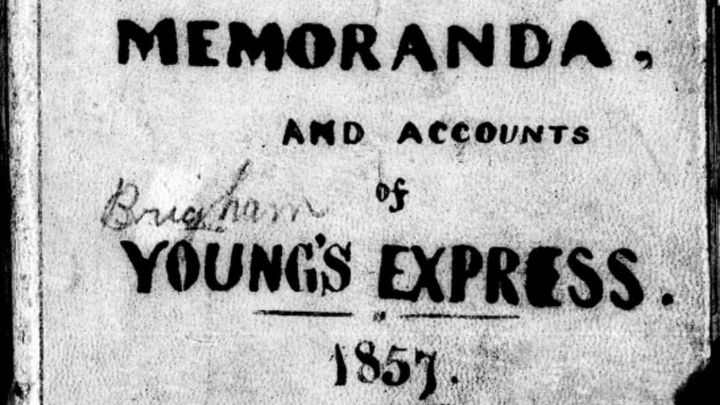 MEMORANDA,
AND ACCOUNTS
of
Brigham
YOUNG'S EXPRESS.
1857.